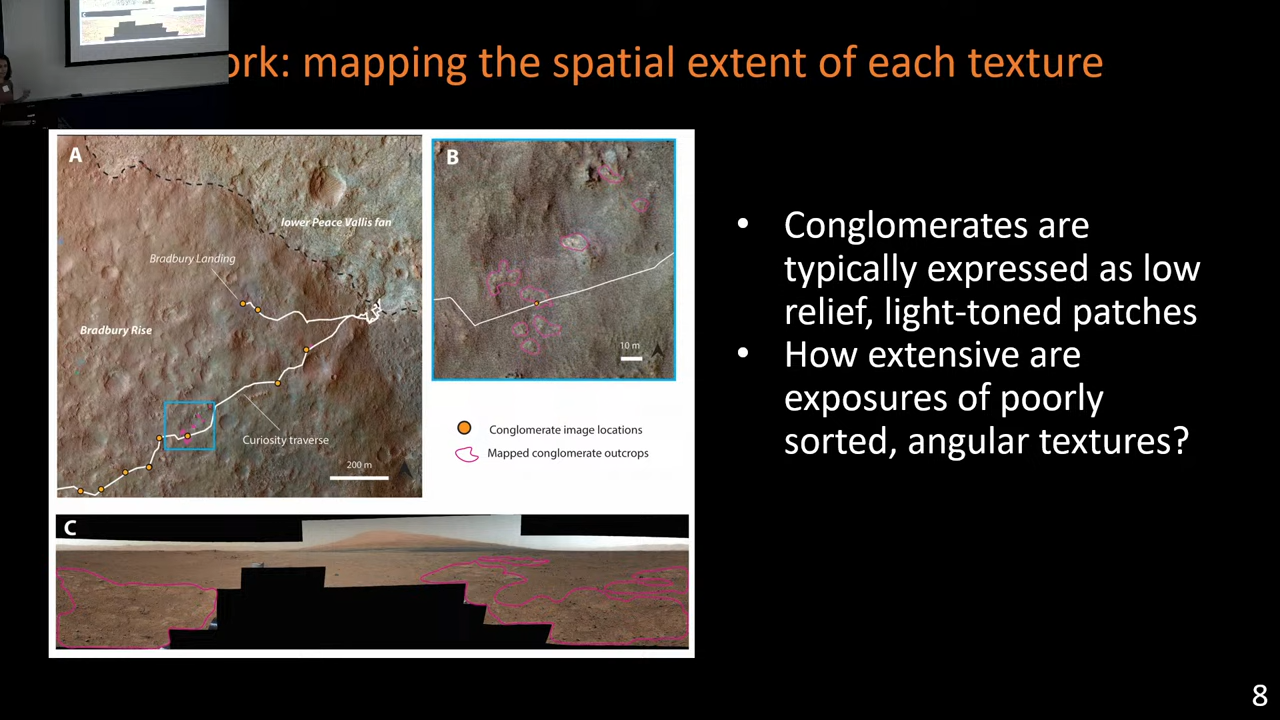 ork: mapping the spatial extent of each texture
A
lower Peace Vallis fan
Bradbury Landing
Bradbury Rise
Curiosity traverse
200 m
B
10 m
Conglomerate image locations
Mapped conglomerate outcrops
C
• Conglomerates are
typically expressed as low
relief, light-toned patches
• How extensive are
exposures of poorly
sorted, angular textures?
8